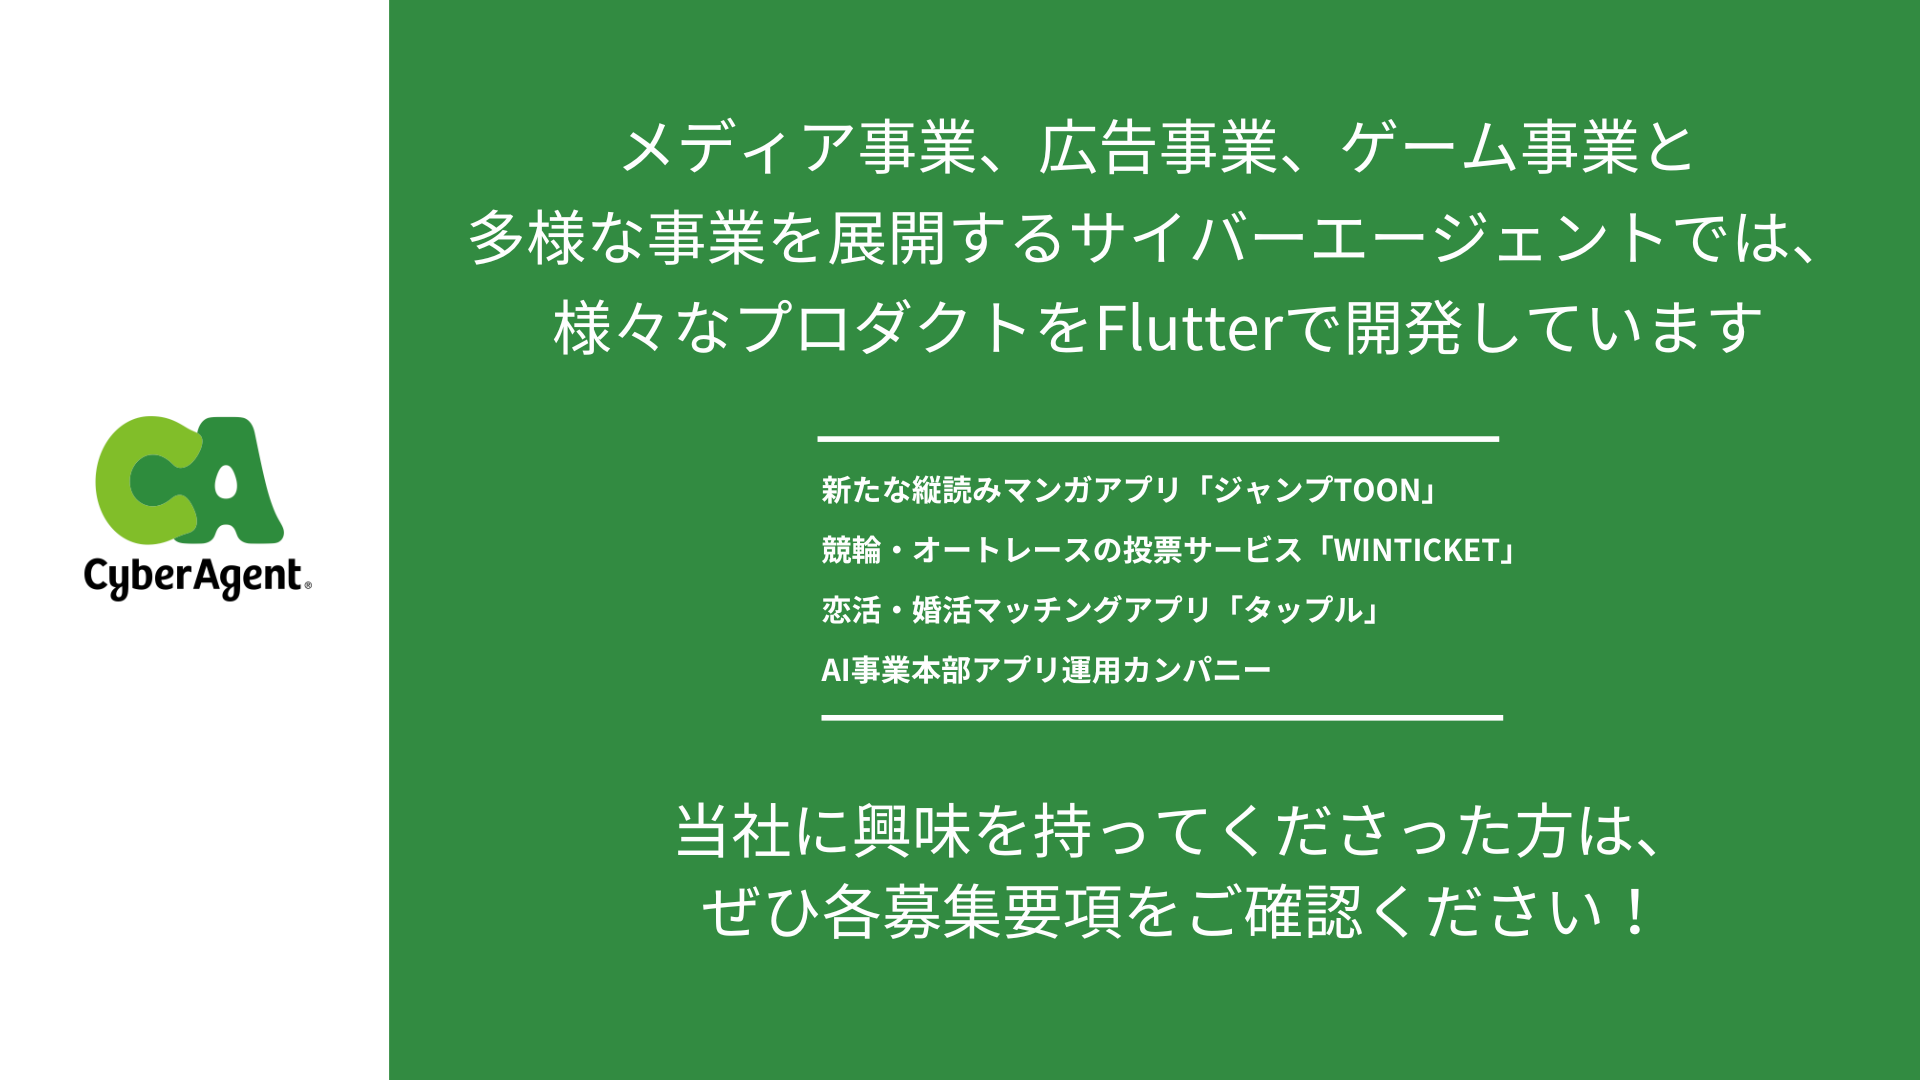 CA
CyberAgent®
メディア事業、広告事業、ゲーム事業と
多様な事業を展開するサイバーエージェントでは、
様々なプロダクトをFlutterで開発しています
新たな縦読みマンガアプリ「ジャンプTOON」
競輪・オートレースの投票サービス「WINTICKET」
恋活・婚活マッチングアプリ「タップル」
AI事業本部アプリ運用カンパニー
当社に興味を持ってくださった方は、
ぜひ各募集要項をご確認ください！